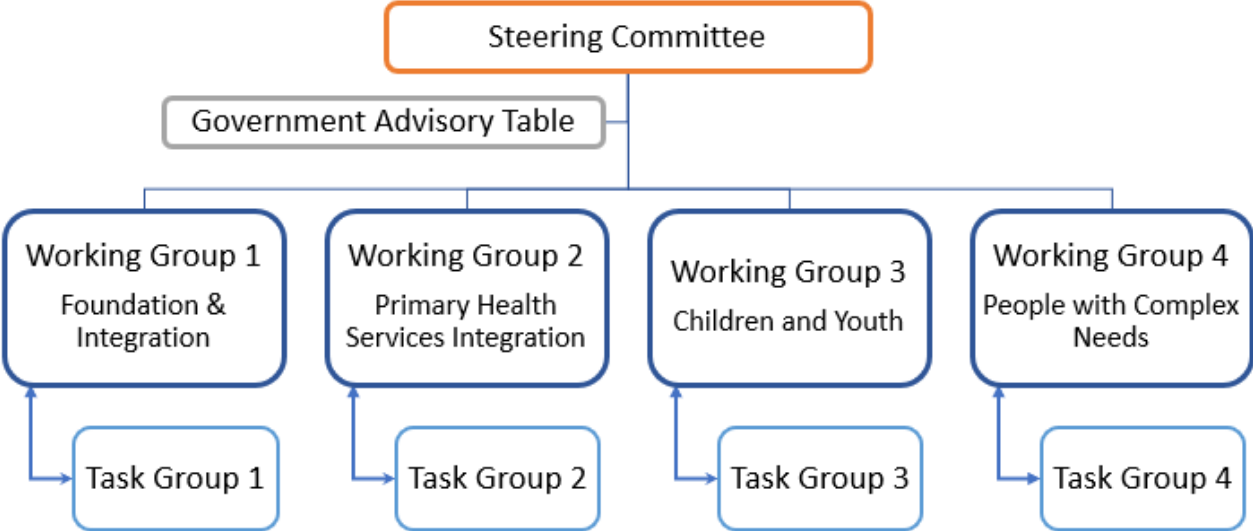 Steering Committee
Government Advisory Table
Working Group 1
Foundation &
Integration
Working Group 2
Primary Health
Services Integration
Working Group 3
Children and Youth
Working Group 4
People with Complex
Needs
Task Group 1
Task Group 2
Task Group 3
Task Group 4